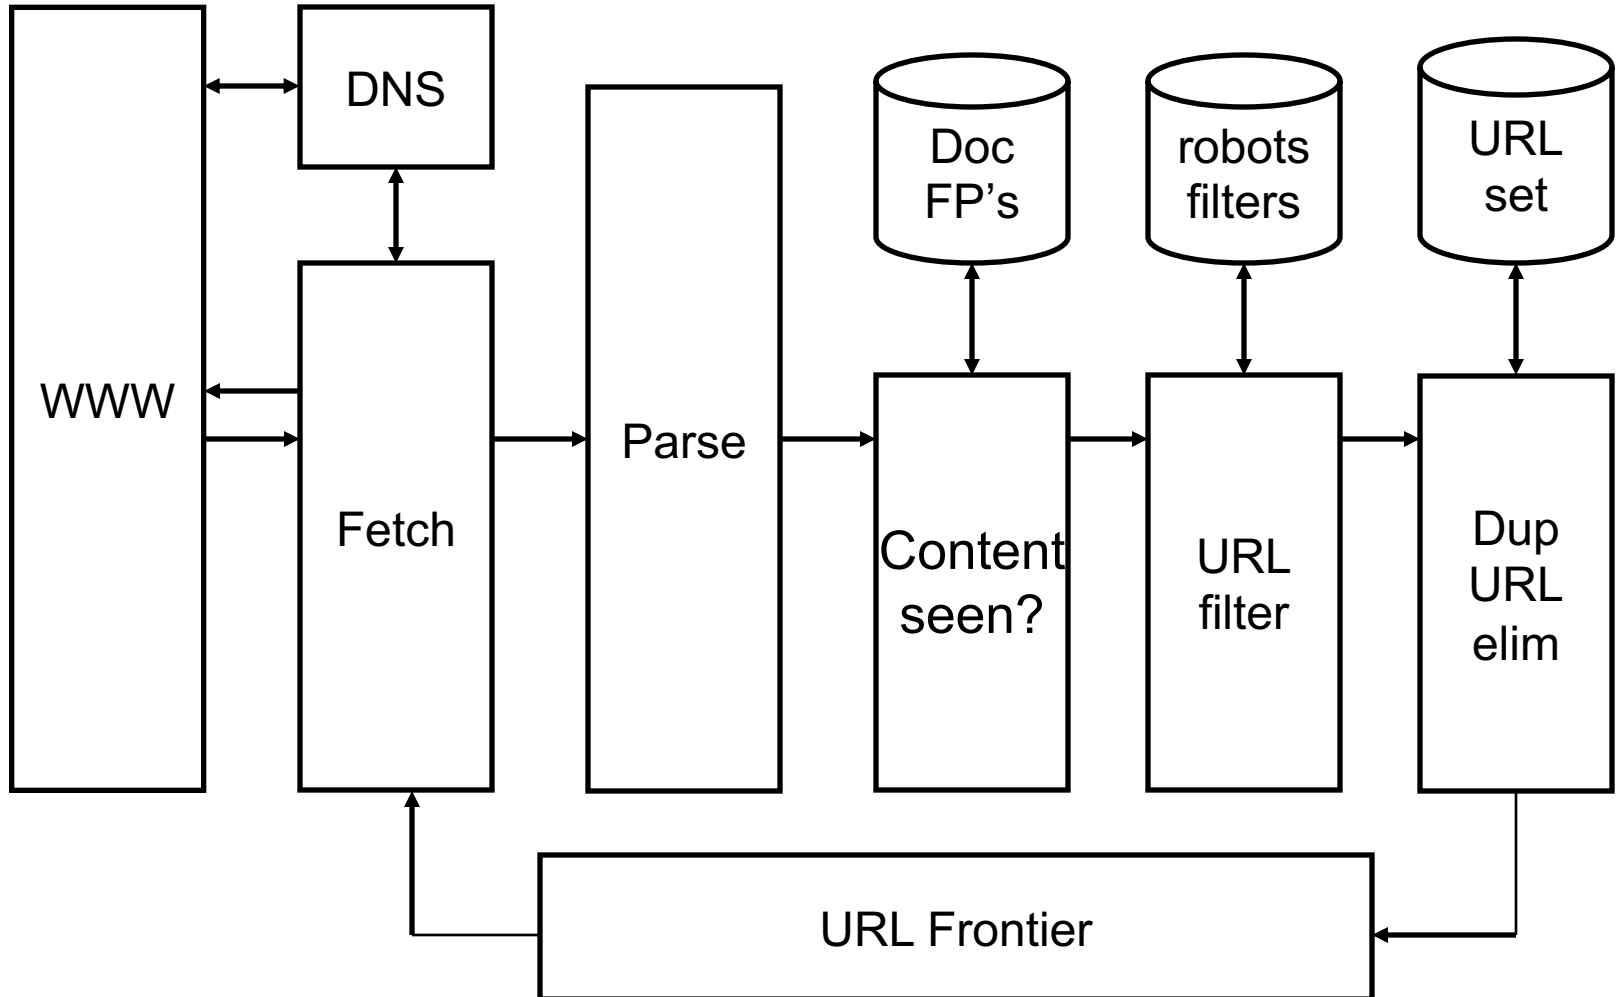 DNS
WWW
Fetch
Parse
Doc
FP’s
Content
seen?
robots
filters
URL
filter
URL
set
Dup
URL
elim
URL Frontier